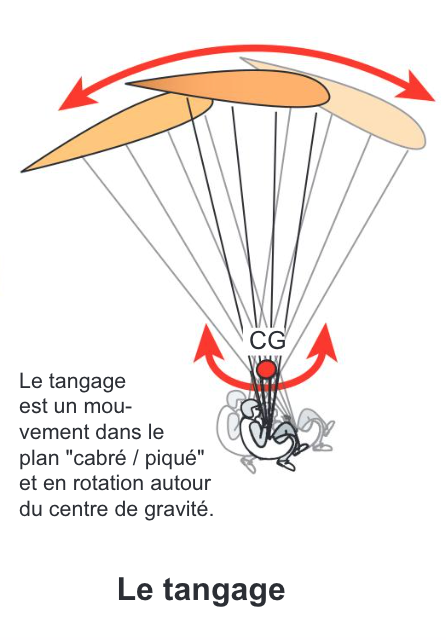 CG
Le tangage
est un mou-
vement dans le
plan "cabré / piqué"
et en rotation autour
du centre de gravité.
Le tangage